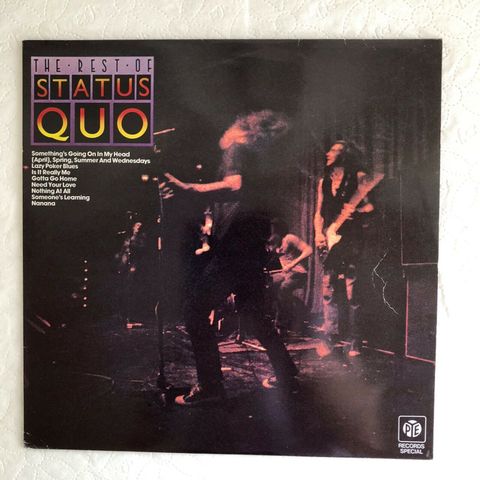 THE·REST·OF
STATUS
QUO
Something's Going On In My Head
(April), Spring, Summer And Wednesdays
Lazy Poker Blues
Is It Really Me
Gotta Go Home
Need Your Love
Nothing At All
Someone's Learning
Nanana
PYE
RECORDS
SPECIAL